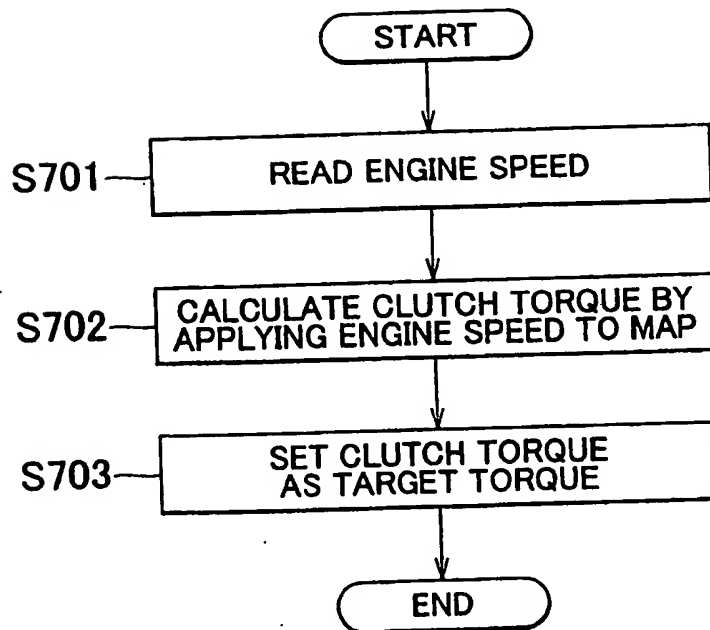 START
S701
READ ENGINE SPEED
S702
CALCULATE CLUTCH TORQUE BY
APPLYING ENGINE SPEED TO MAP
S703
SET CLUTCH TORQUE
AS TARGET TORQUE
END